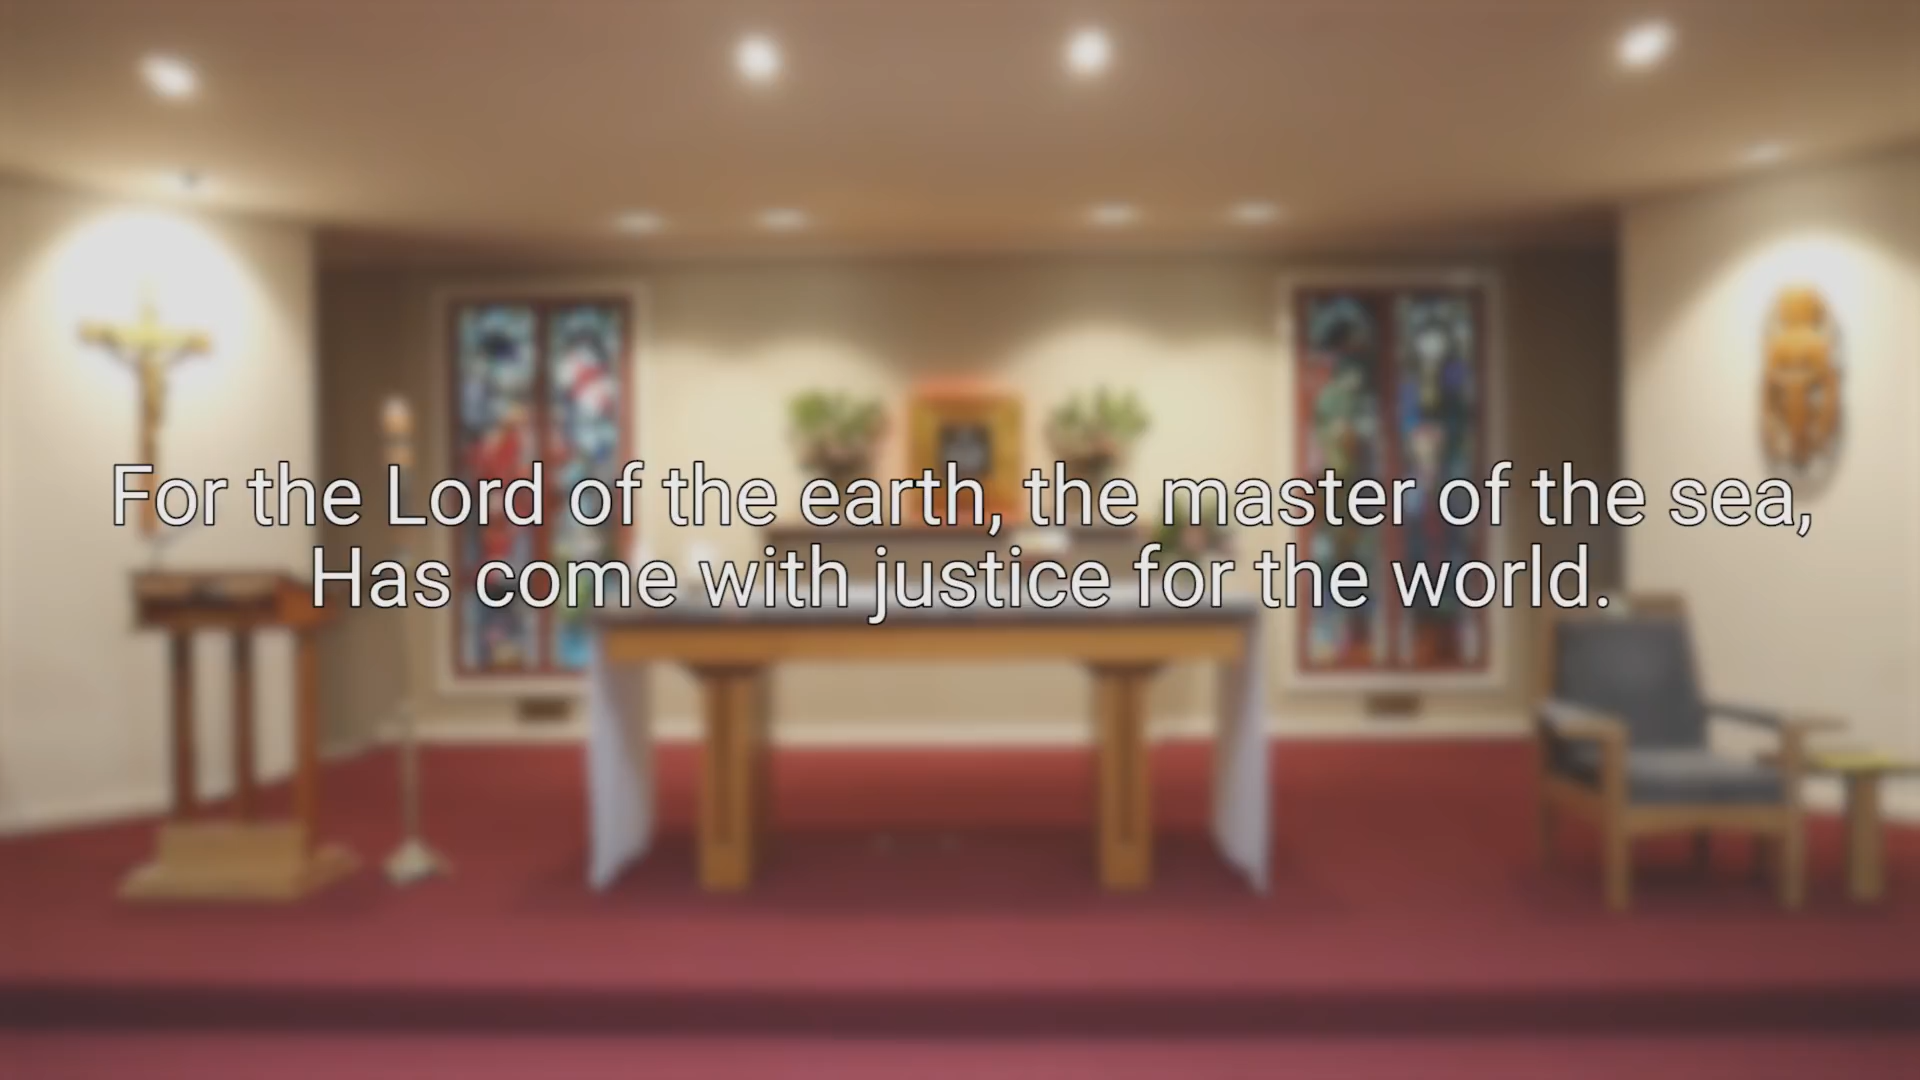 For the Lord of the earth, the master of the sea,
Has come with justice for the world.